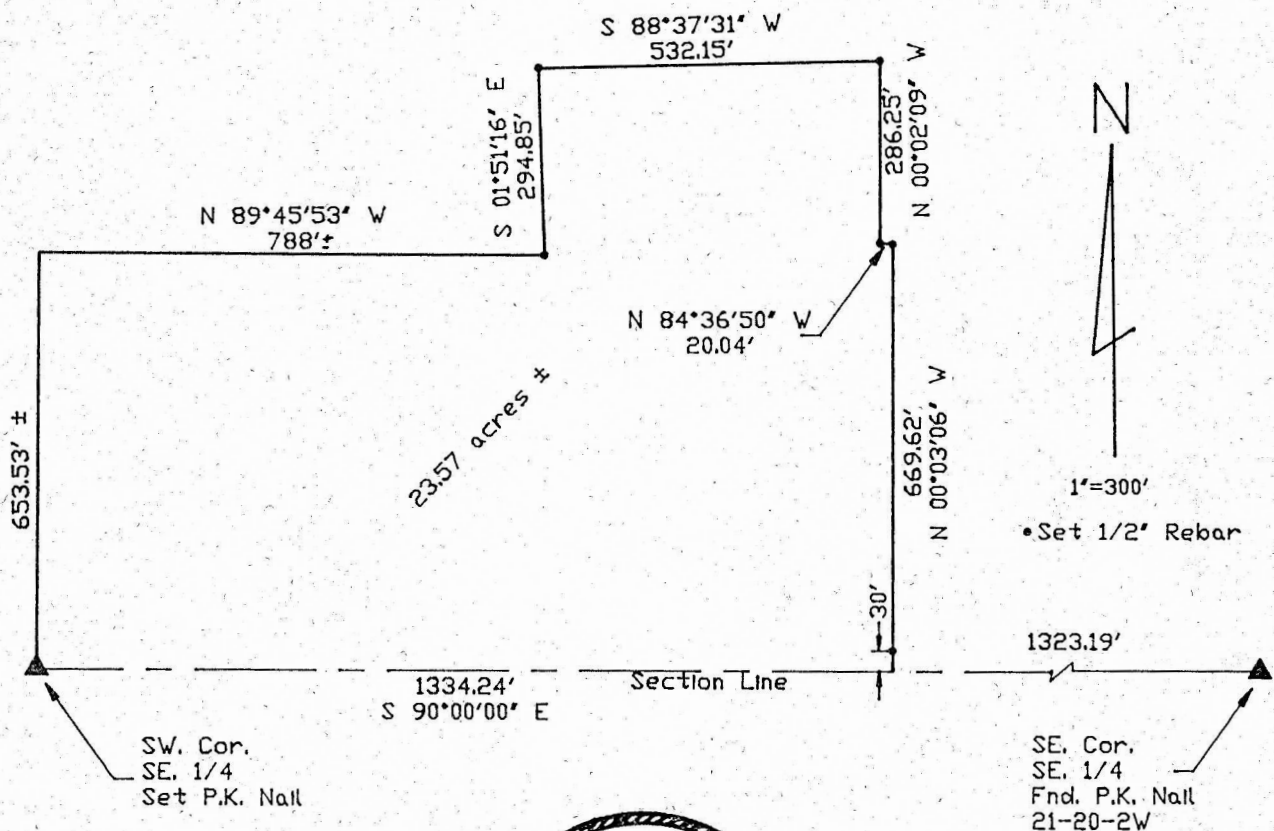 S 88°37'31" W
532.15'
S 01°51'16" E
294.85'
286.25'
N 00°02'09" W
N
N 89°45'53" W
788'±
N 84°36'50" W
20.04'
653.53' ±
23.57 acres ±
669.62'
N 00°03'06" W
1"=300'
•Set 1/2" Rebar
30'
1323.19'
1334.24'
Section Line
S 90°00'00" E
SW. Cor.
SE. 1/4
Set P.K. Nail
SE. Cor.
SE. 1/4
Fnd. P.K. Nail
21-20-2W